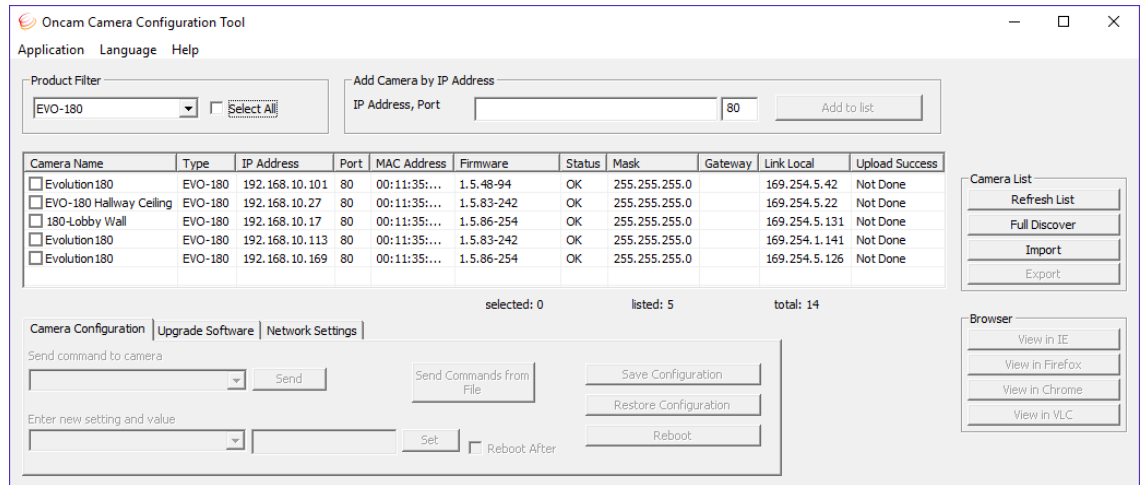 Oncam Camera Configuration Tool
Application Language Help
Product Filter
EVO-180 Select All
Add Camera by IP Address
IP Address, Port 80 Add to list
Camera Name Type IP Address Port MAC Address Firmware Status Mask Gateway Link Local Upload Success
Evolution180 EVO-180 192.168.10.101 80 00:11:35:... 1.5.48-94 OK 255.255.255.0 169.254.5.42 Not Done
EVO-180 Hallway Ceiling EVO-180 192.168.10.27 80 00:11:35:... 1.5.83-242 OK 255.255.255.0 169.254.5.22 Not Done
180-Lobby Wall EVO-180 192.168.10.17 80 00:11:35:... 1.5.86-254 OK 255.255.255.0 169.254.5.131 Not Done
Evolution180 EVO-180 192.168.10.113 80 00:11:35:... 1.5.83-242 OK 255.255.255.0 169.254.1.141 Not Done
Evolution180 EVO-180 192.168.10.169 80 00:11:35:... 1.5.86-254 OK 255.255.255.0 169.254.5.126 Not Done
selected: 0 listed: 5 total: 14
Camera List
Refresh List
Full Discover
Import
Export
Browser
View in IE
View in Firefox
View in Chrome
View in VLC
Camera Configuration Upgrade Software Network Settings
Send command to camera
Send
Send Commands from
File
Save Configuration
Restore Configuration
Reboot
Enter new setting and value
Set Reboot After